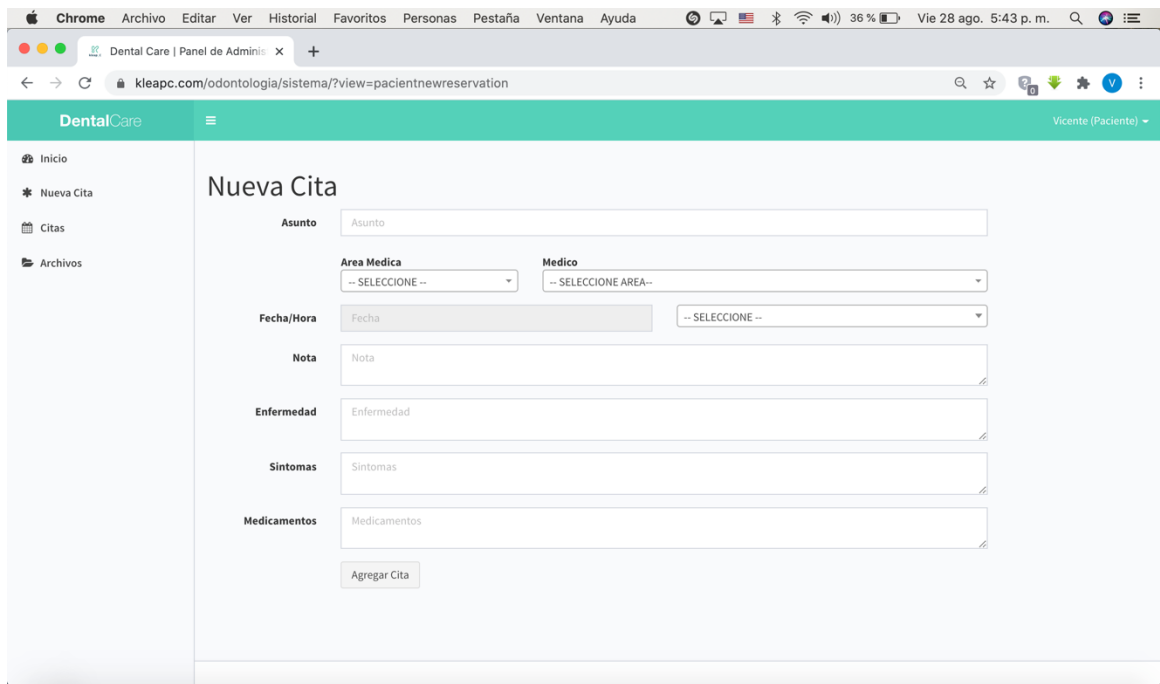 Chrome Archivo Editar Ver Historial Favoritos Personas Pestaña Ventana Ayuda 36 % Vie 28 ago. 5:43 p. m.
Dental Care | Panel de Adminis
kleapc.com/odontologia/sistema/?view=pacientnewreservation 0 V
DentalCare Vicente (Paciente)
Inicio
Nueva Cita
Citas
Archivos
Nueva Cita
Asunto Asunto
Area Medica Medico
-- SELECCIONE -- -- SELECCIONE AREA--
Fecha/Hora Fecha -- SELECCIONE --
Nota Nota
Enfermedad Enfermedad
Sintomas Sintomas
Medicamentos Medicamentos
Agregar Cita